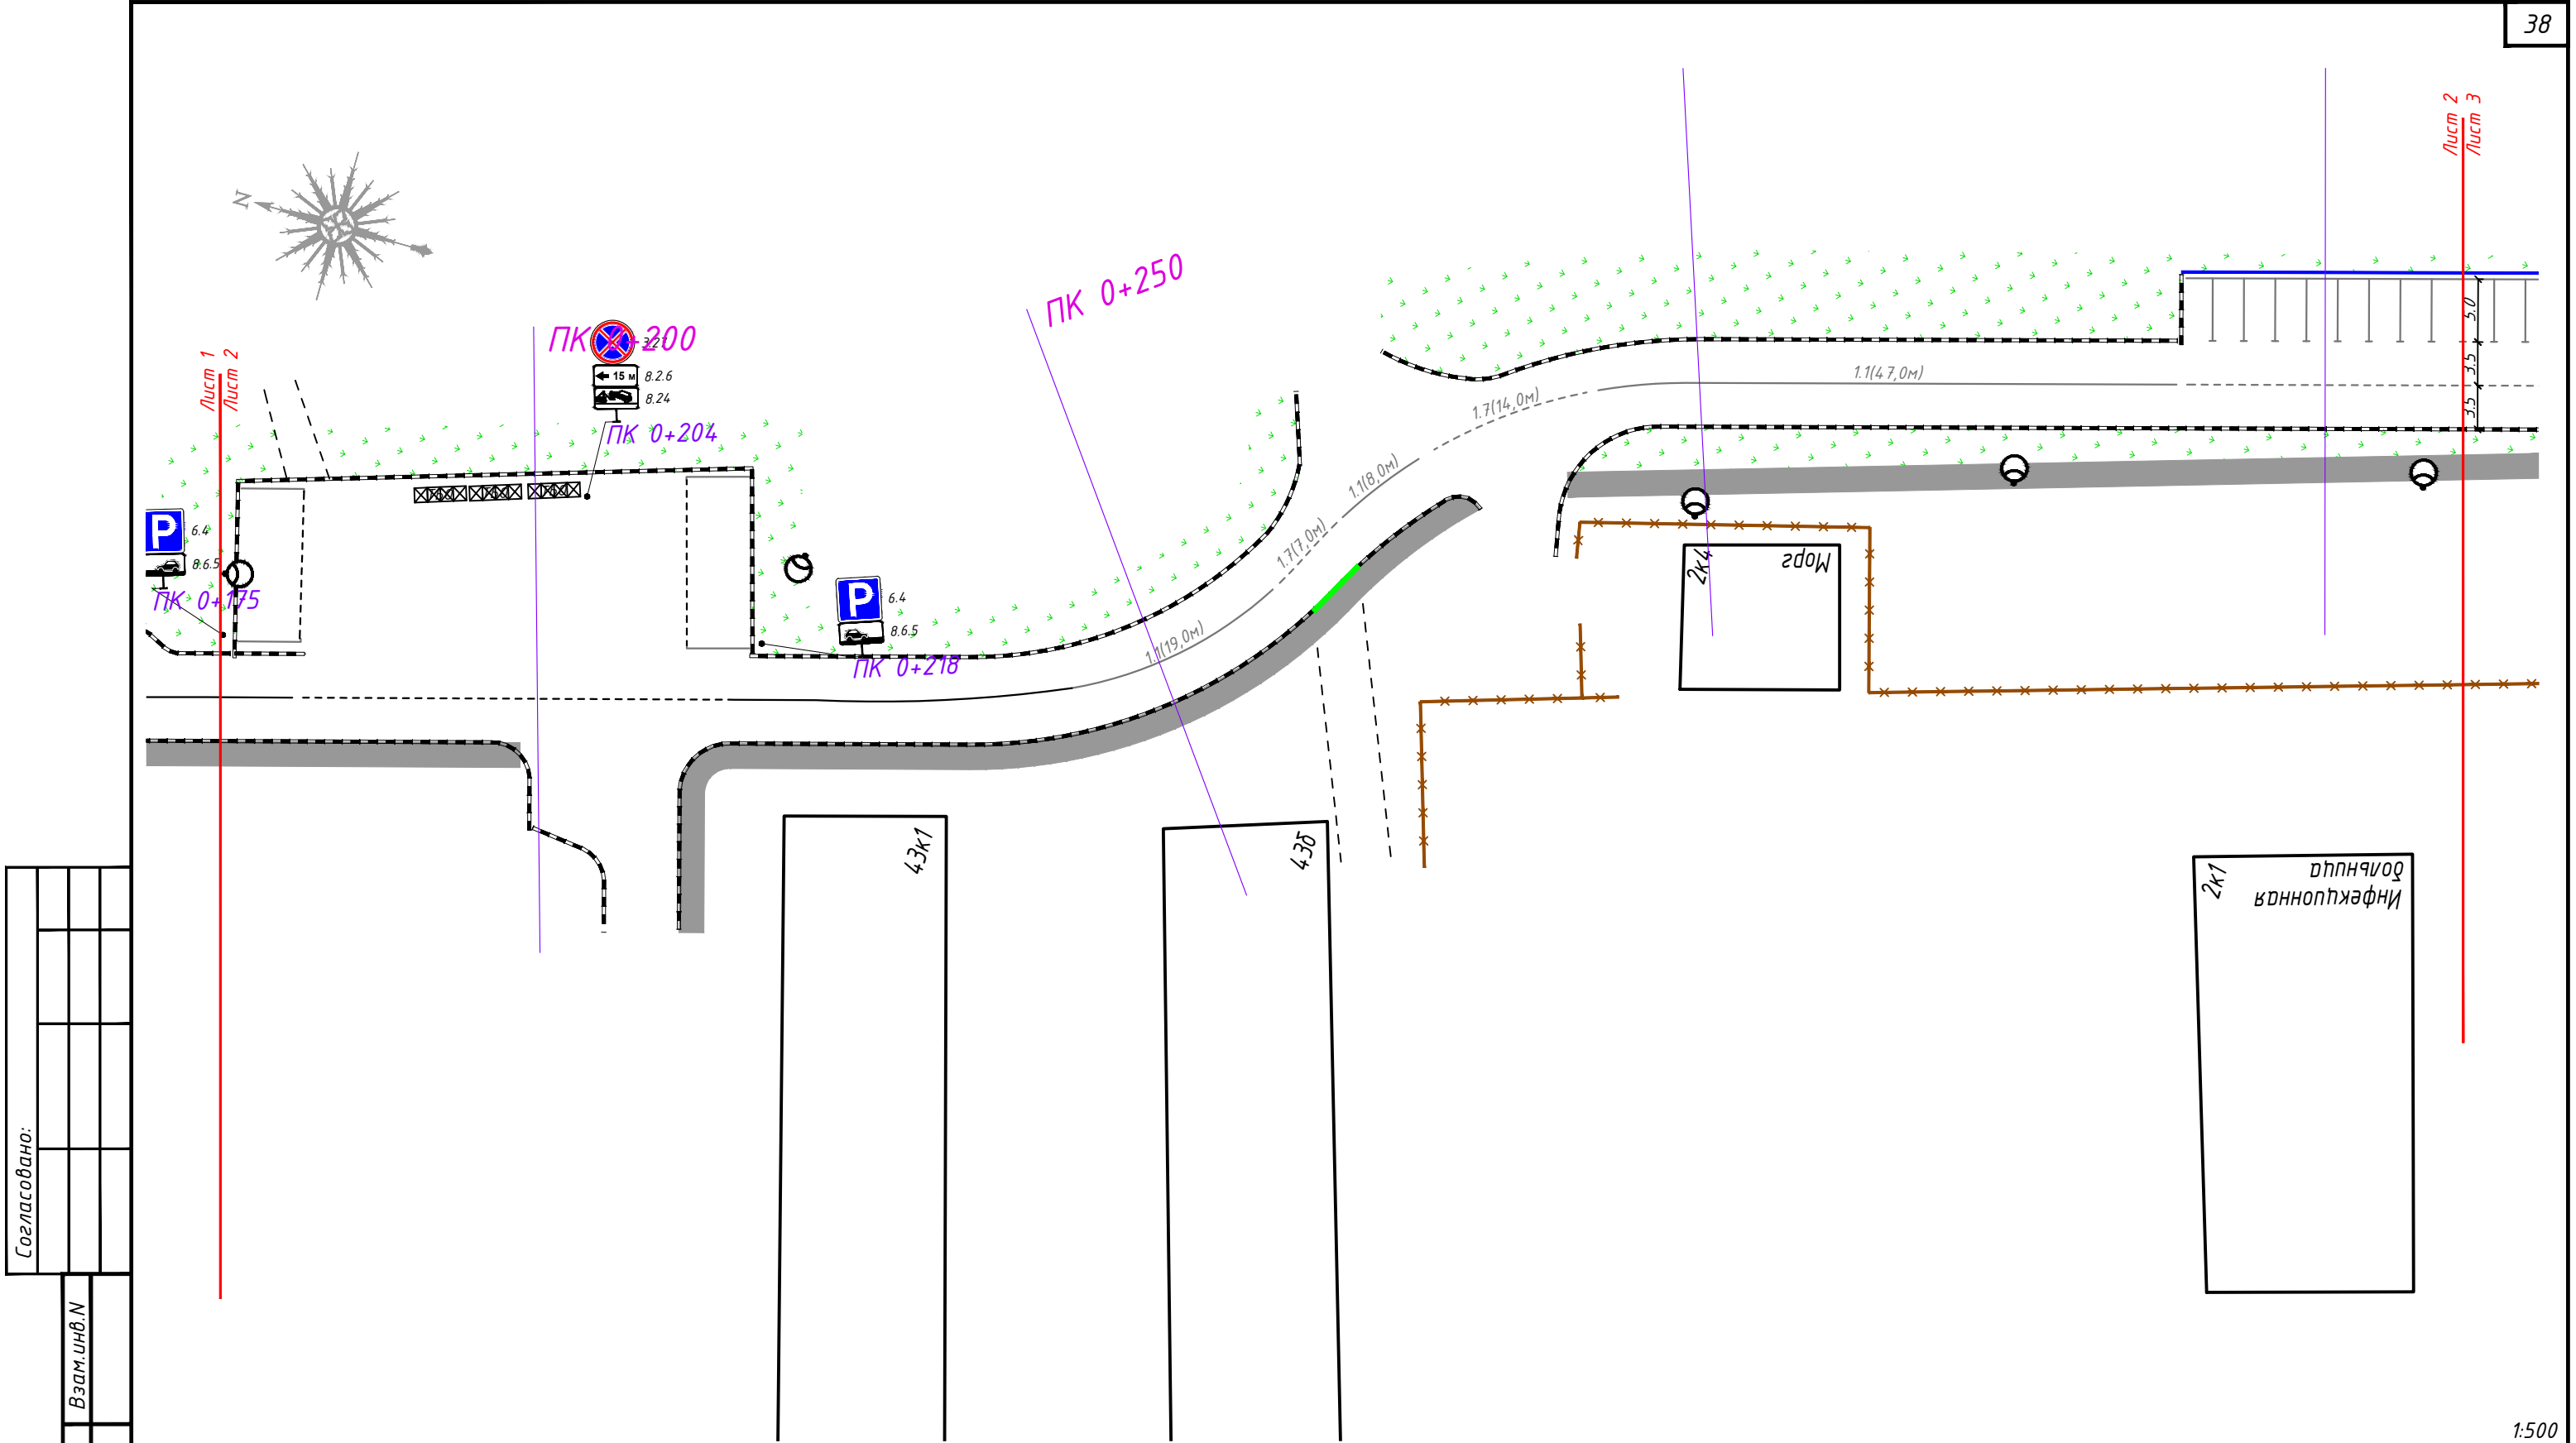 38
Лист 1
Лист 2
Лист 2
Лист 3
N
ПК 0+200
3.27
15 м
8.2.6
8.24
ПК 0+204
ПК 0+250
P
6.4
8.6.5
ПК 0+175
P
6.4
8.6.5
ПК 0+218
1.1(19,0м)
1.7(7,0м)
1.1(8,0м)
1.7(14,0м)
1.1(47,0м)
5.0
3.5
3.5
2к4
Морг
43к1
43б
2к1
Инфекционная
больница
Согласовано:
Взам.инв.N
1:500